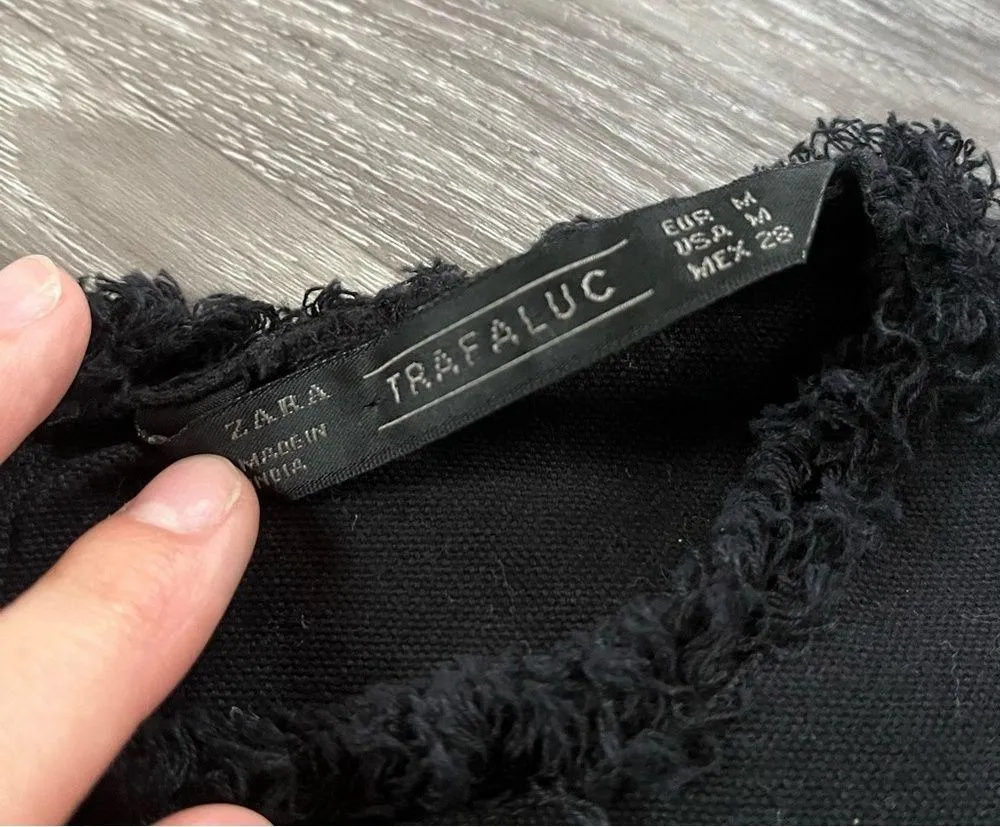 ZARA
MADE IN
INDIA
TRAFALUC
EUR M
USA M
MEX 28